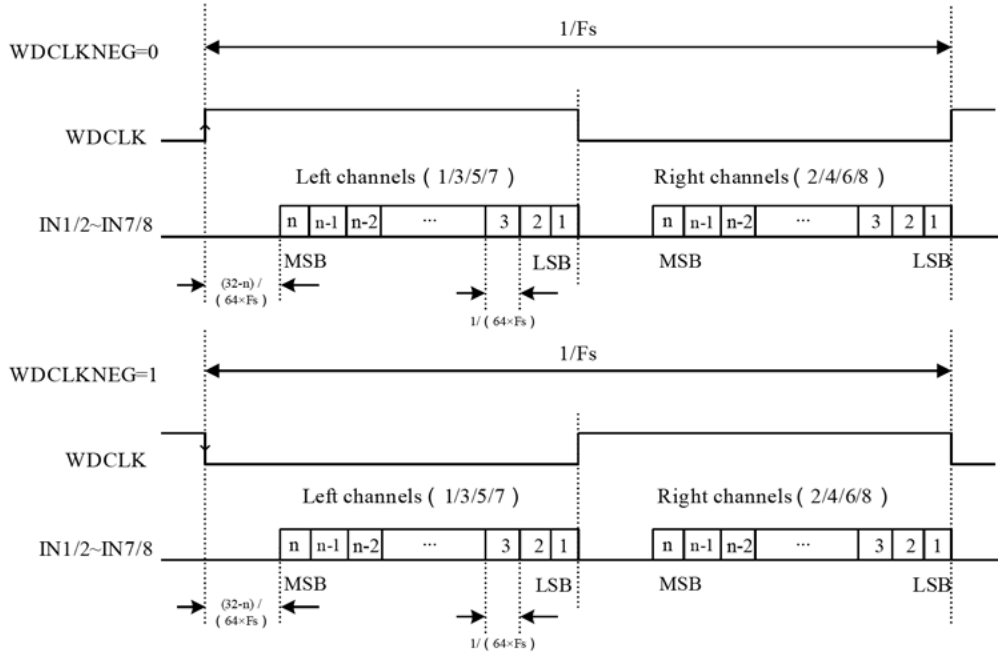 1/Fs
WDCLKNEG=0
WDCLK
Left channels ( 1/3/5/7 )
Right channels ( 2/4/6/8 )
IN1/2~IN7/8
n n-1 n-2 ··· 3 2 1
n n-1 n-2 ··· 3 2 1
MSB
LSB
MSB
LSB
(32-n) /
( 64×Fs )
1/ ( 64×Fs )
1/Fs
WDCLKNEG=1
WDCLK
Left channels ( 1/3/5/7 )
Right channels ( 2/4/6/8 )
IN1/2~IN7/8
n n-1 n-2 ··· 3 2 1
n n-1 n-2 ··· 3 2 1
MSB
LSB
MSB
LSB
(32-n) /
( 64×Fs )
1/ ( 64×Fs )